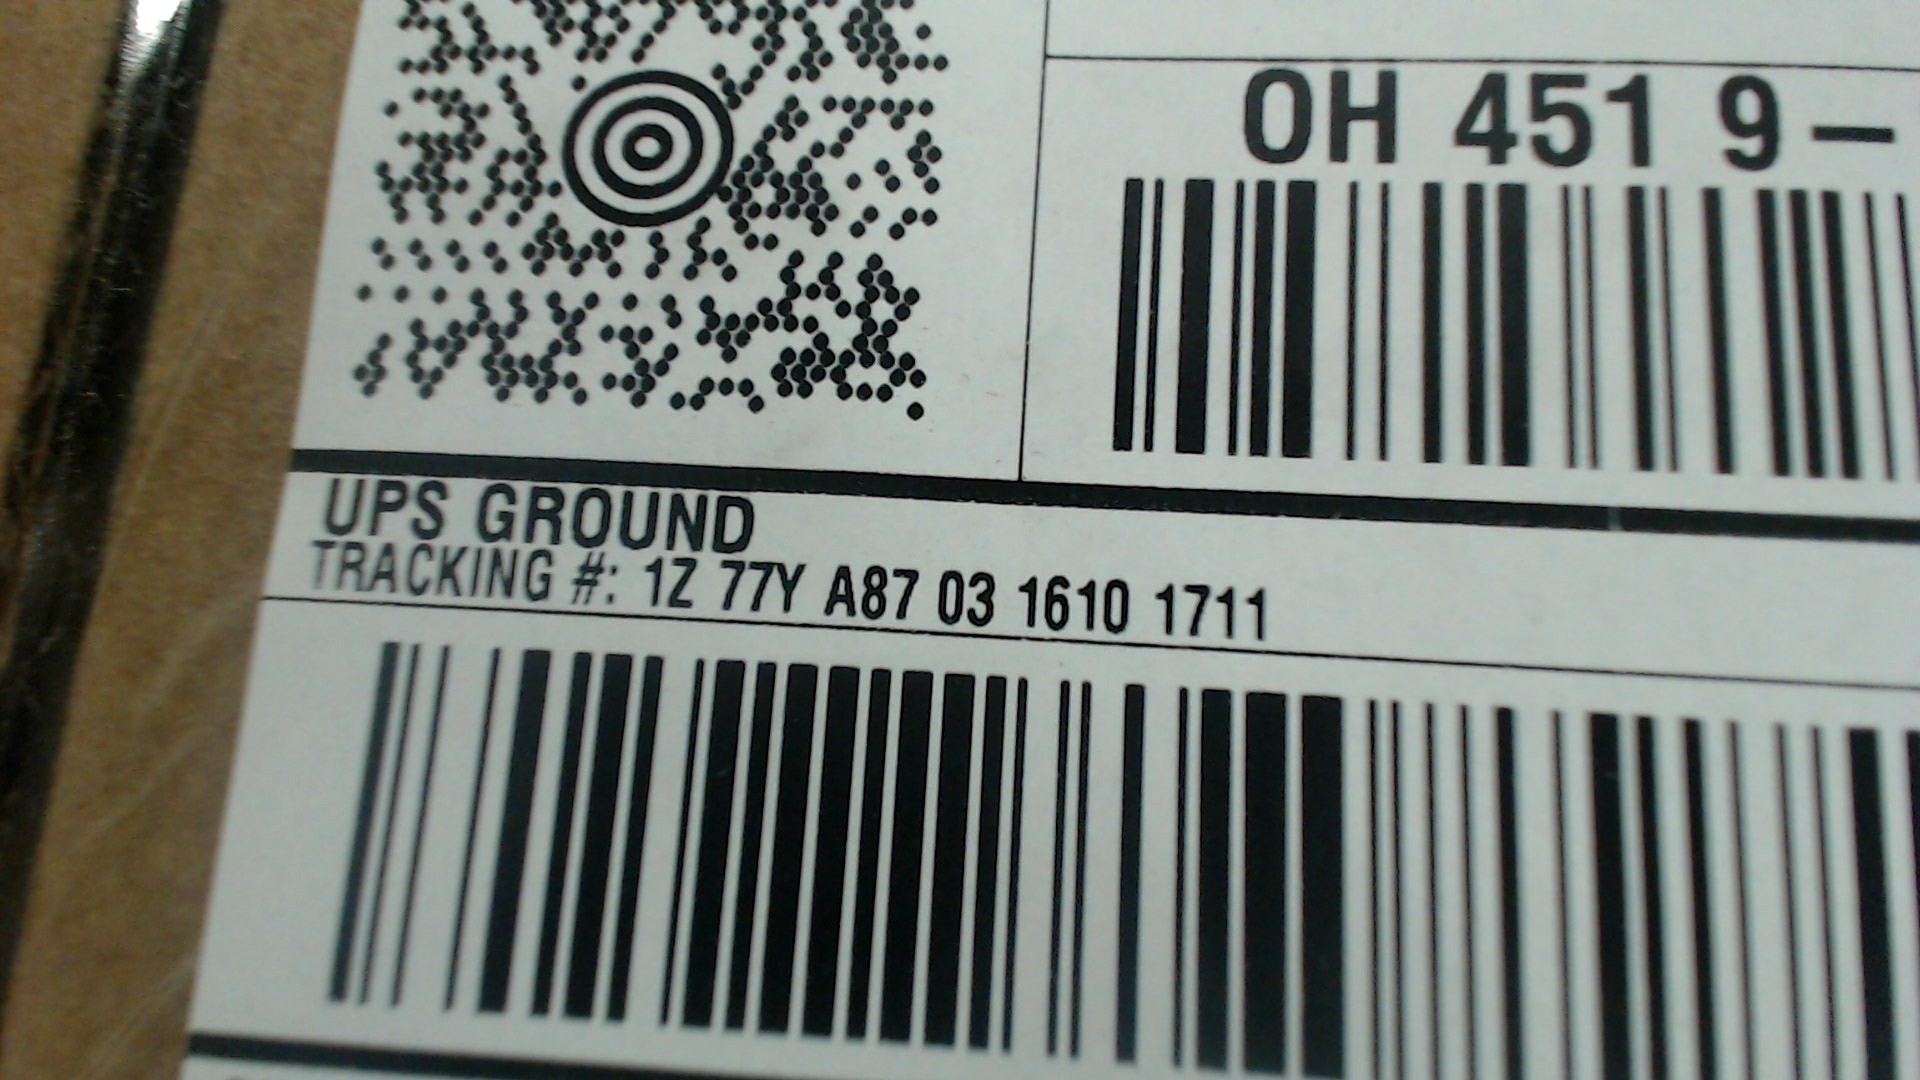 OH 451 9-
UPS GROUND
TRACKING #: 1Z 77Y A87 03 1610 1711